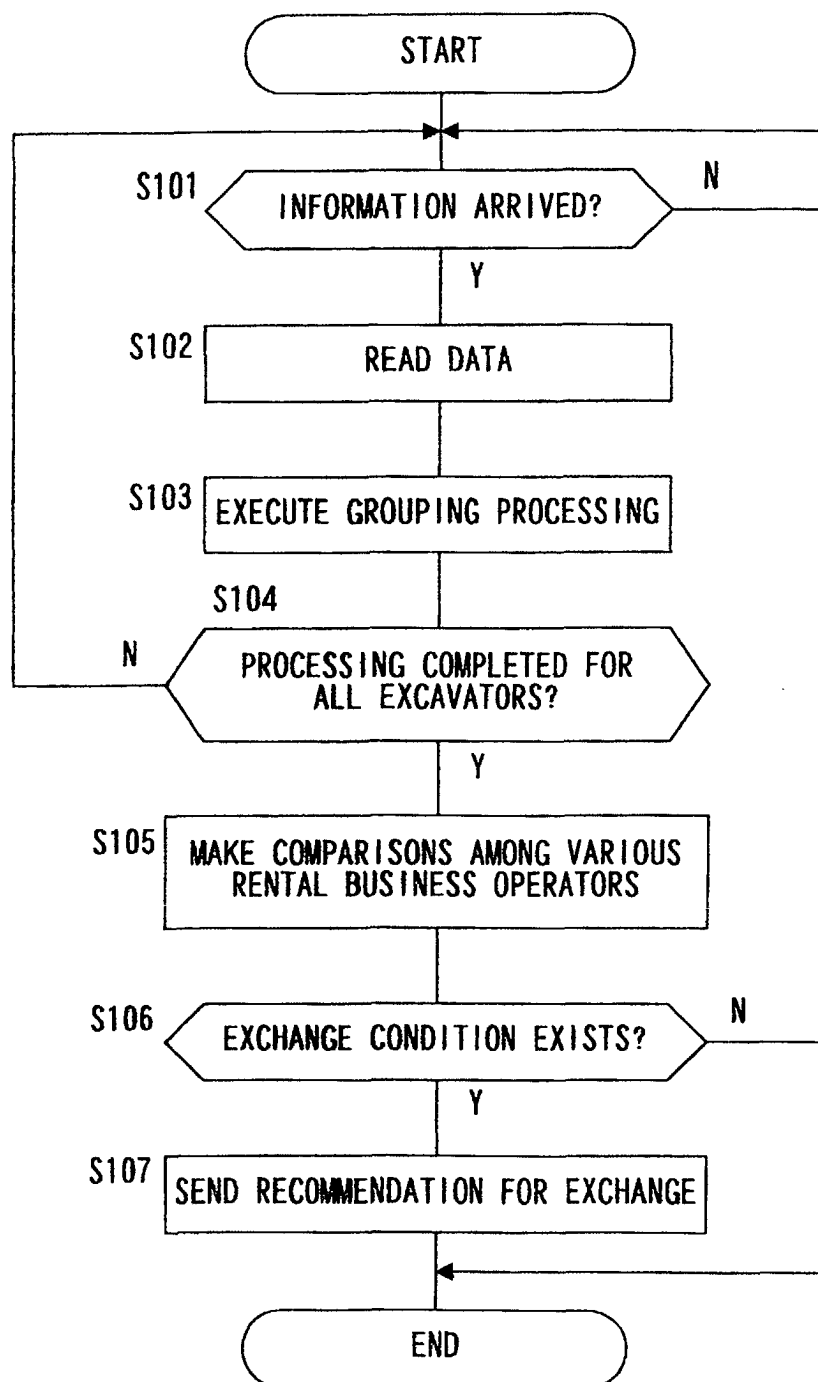 START
S101
INFORMATION ARRIVED?
N
Y
S102
READ DATA
S103
EXECUTE GROUPING PROCESSING
S104
N
PROCESSING COMPLETED FOR
ALL EXCAVATORS?
Y
S105
MAKE COMPARISONS AMONG VARIOUS
RENTAL BUSINESS OPERATORS
S106
EXCHANGE CONDITION EXISTS?
N
Y
S107
SEND RECOMMENDATION FOR EXCHANGE
END